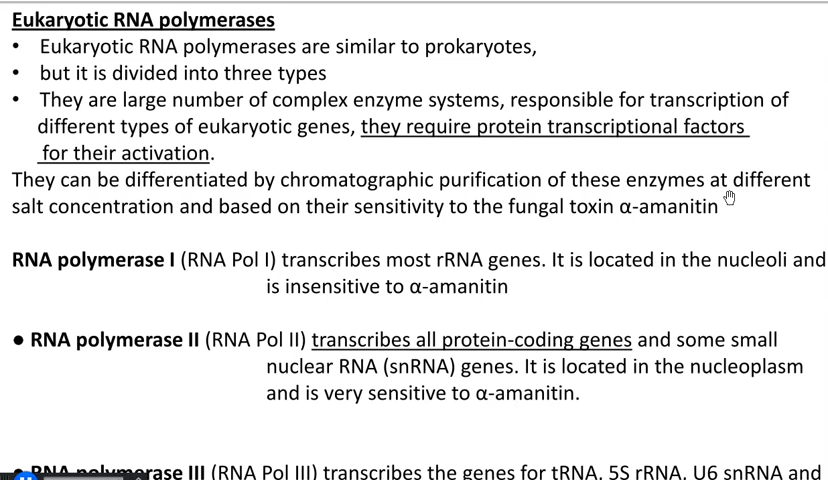 Eukaryotic RNA polymerases
• Eukaryotic RNA polymerases are similar to prokaryotes,
• but it is divided into three types
• They are large number of complex enzyme systems, responsible for transcription of
different types of eukaryotic genes, they require protein transcriptional factors
for their activation.
They can be differentiated by chromatographic purification of these enzymes at different
salt concentration and based on their sensitivity to the fungal toxin α-amanitin
RNA polymerase I (RNA Pol I) transcribes most rRNA genes. It is located in the nucleoli and
is insensitive to α-amanitin
● RNA polymerase II (RNA Pol II) transcribes all protein-coding genes and some small
nuclear RNA (snRNA) genes. It is located in the nucleoplasm
and is very sensitive to α-amanitin.
● RNA polymerase III (RNA Pol III) transcribes the genes for tRNA, 5S rRNA, U6 snRNA and